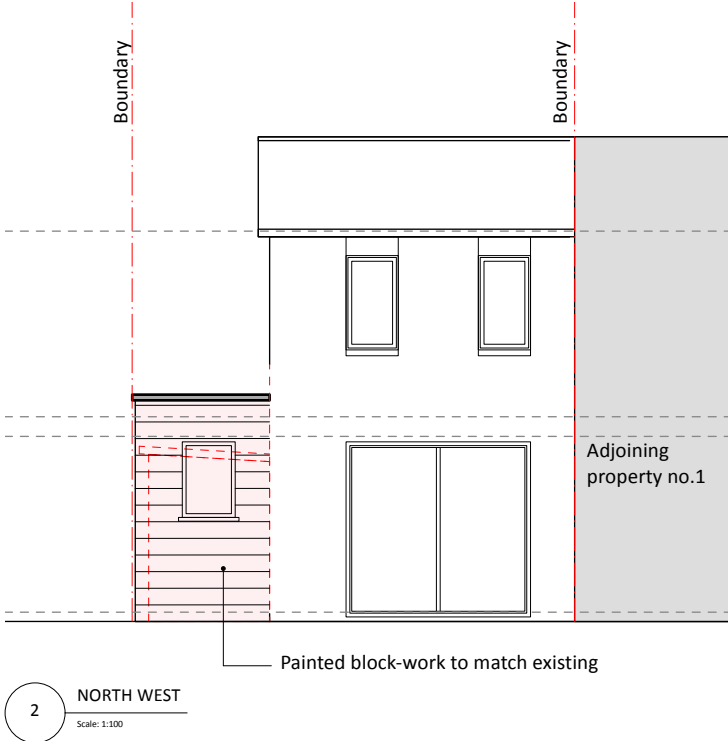 Boundary
Boundary
Adjoining
property no.1
Painted block-work to match existing
2
NORTH WEST
Scale: 1:100